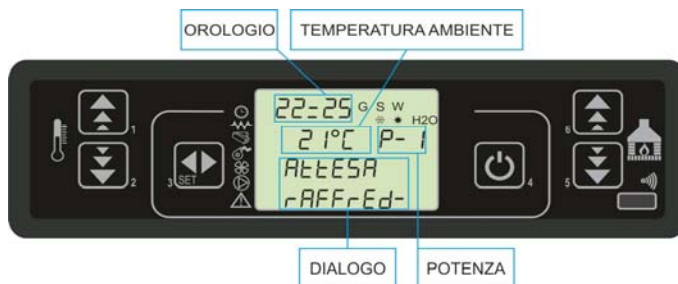 OROLOGIO
TEMPERATURA AMBIENTE
22:25 G S W
H2O
21°C P- 1
1
6
3 SET
4
AttESA
rAFFrEd-
2
5
DIALOGO
POTENZA